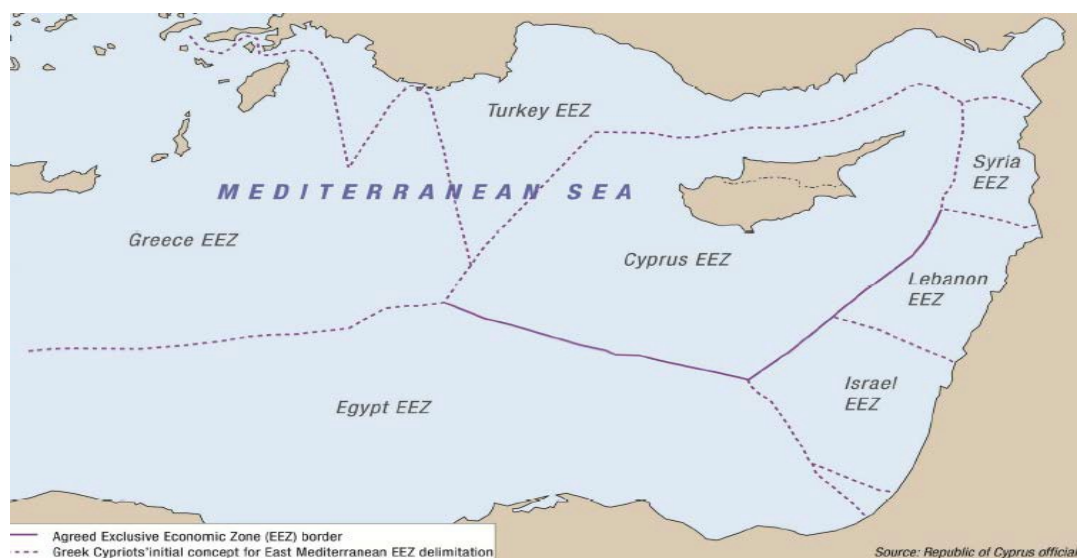 Turkey EEZ
MEDITERRANEAN SEA
Syria
EEZ
Greece EEZ
Cyprus EEZ
Lebanon
EEZ
Israel
EEZ
Egypt EEZ
Agreed Exclusive Economic Zone (EEZ) border
Greek Cypriots'initial concept for East Mediterranean EEZ delimitation
Source: Republic of Cyprus official